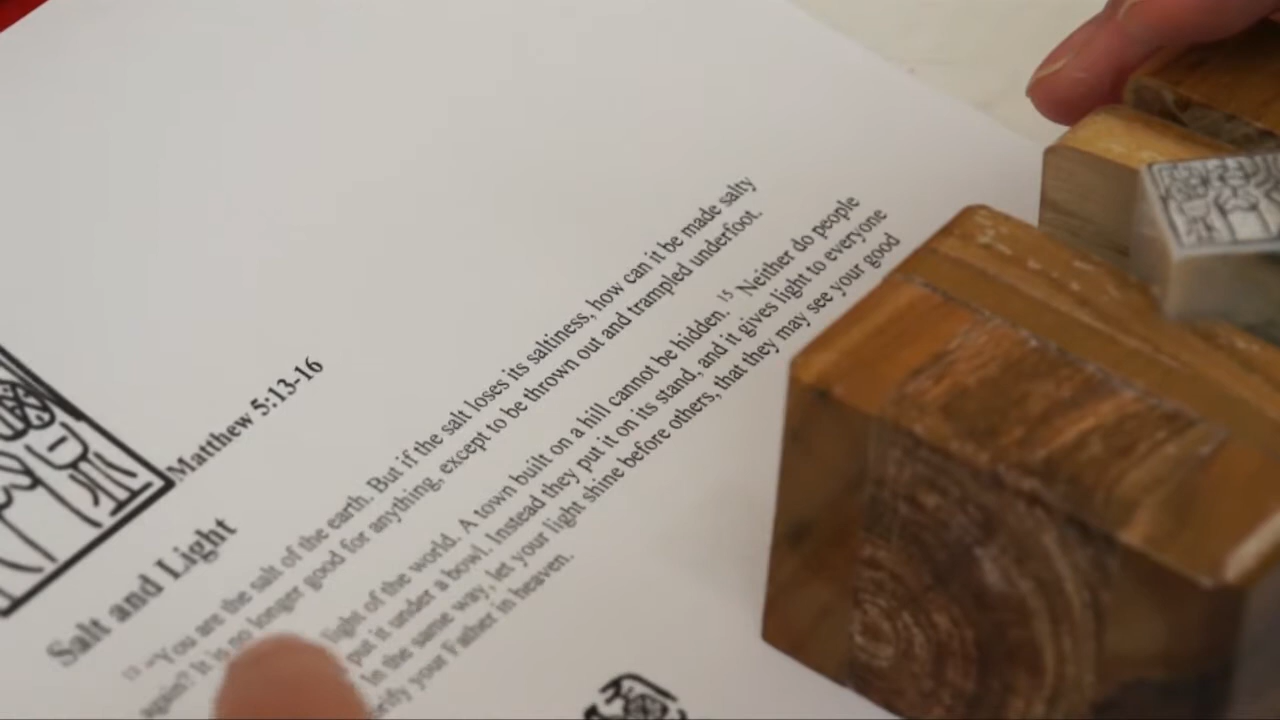 Matthew 5:13-16
Salt and Light
13 “You are the salt of the earth. But if the salt loses its saltiness, how can it be made salty
again? It is no longer good for anything, except to be thrown out and trampled underfoot.
light of the world. A town built on a hill cannot be hidden. 15 Neither do people
put it under a bowl. Instead they put it on its stand, and it gives light to everyone
In the same way, let your light shine before others, that they may see your good
your Father in heaven.